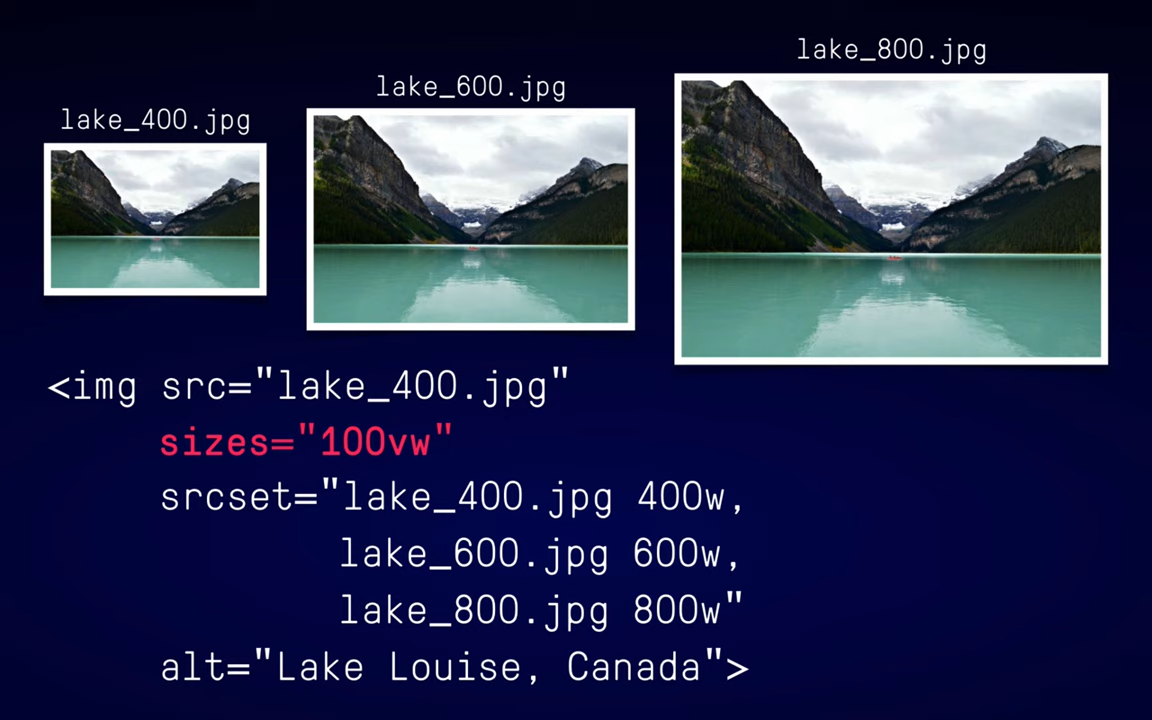 lake_400.jpg
lake_600.jpg
lake_800.jpg
<img src="lake_400.jpg"
sizes="100vw"
srcset="lake_400.jpg 400w,
lake_600.jpg 600w,
lake_800.jpg 800w"
alt="Lake Louise, Canada">